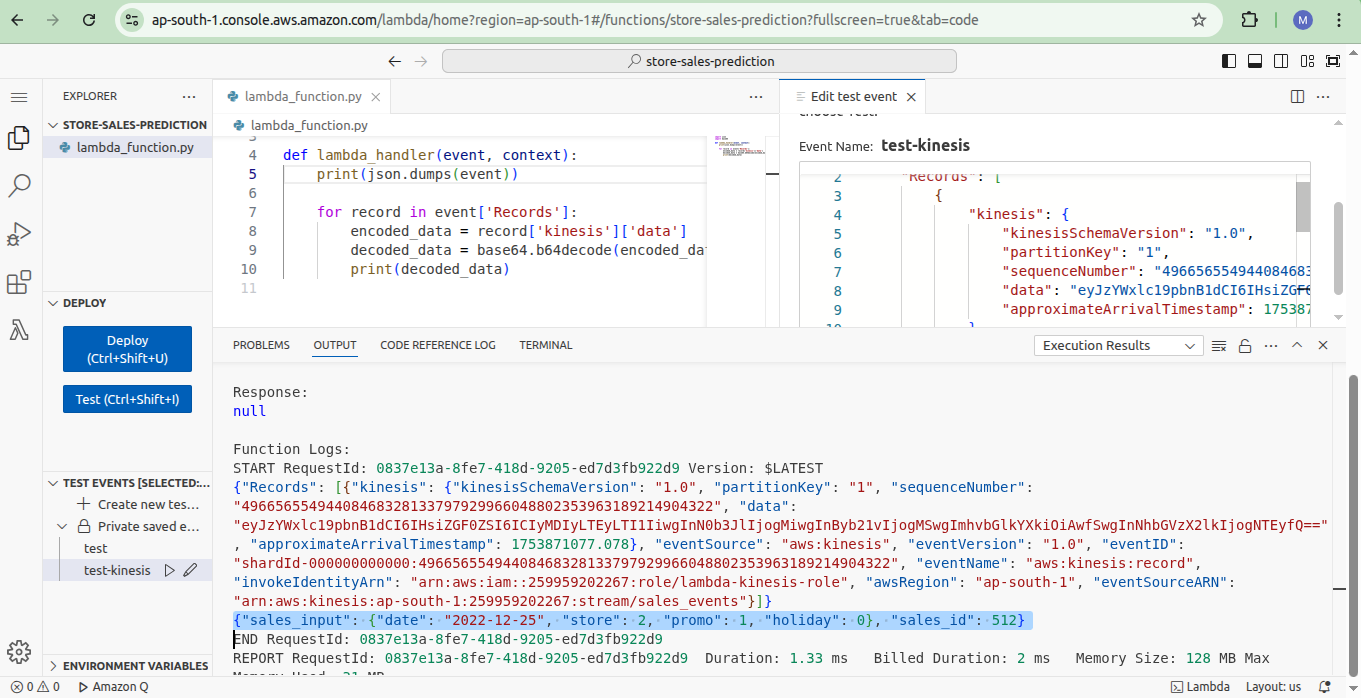 ap-south-1.console.aws.amazon.com/lambda/home?region=ap-south-1#/functions/store-sales-prediction?fullscreen=true&tab=code
M
store-sales-prediction
EXPLORER
STORE-SALES-PREDICTION
lambda_function.py
DEPLOY
Deploy
(Ctrl+Shift+U)
Test (Ctrl+Shift+I)
TEST EVENTS [SELECTED:...
Create new tes...
Private saved e...
test
test-kinesis
ENVIRONMENT VARIABLES
lambda_function.py
lambda_function.py
3
4 def lambda_handler(event, context):
5 print(json.dumps(event))
6
7 for record in event['Records']:
8 encoded_data = record['kinesis']['data']
9 decoded_data = base64.b64decode(encoded_da
10 print(decoded_data)
11
Edit test event
Event Name: test-kinesis
2 "Records": [
3 {
4 "kinesis": {
5 "kinesisSchemaVersion": "1.0",
6 "partitionKey": "1",
7 "sequenceNumber": "496656554944084683
8 "data": "eyJzYWxlc19pbnB1dCI6IHsiZGF0
9 "approximateArrivalTimestamp": 175387
10 }
PROBLEMS OUTPUT CODE REFERENCE LOG TERMINAL
Execution Results
Response:
null
Function Logs:
START RequestId: 0837e13a-8fe7-418d-9205-ed7d3fb922d9 Version: $LATEST
{"Records": [{"kinesis": {"kinesisSchemaVersion": "1.0", "partitionKey": "1", "sequenceNumber":
"49665655494408468328133797929966048802353963189214904322", "data":
"eyJzYWxlc19pbnB1dCI6IHsiZGF0ZSI6ICIyMDIyLTEyLTI1IiwgInN0b3JlIjogMiwgInByb21vIjogMSwgImhvbGlkYXkiOiAwfSwgInNhbGVzX2lkIjogNTEyfQ=="
, "approximateArrivalTimestamp": 1753871077.078}, "eventSource": "aws:kinesis", "eventVersion": "1.0", "eventID":
"shardId-000000000000:49665655494408468328133797929966048802353963189214904322", "eventName": "aws:kinesis:record",
"invokeIdentityArn": "arn:aws:iam::259959202267:role/lambda-kinesis-role", "awsRegion": "ap-south-1", "eventSourceARN":
"arn:aws:kinesis:ap-south-1:259959202267:stream/sales_events"}]}
{"sales_input": {"date": "2022-12-25", "store": 2, "promo": 1, "holiday": 0}, "sales_id": 512}
END RequestId: 0837e13a-8fe7-418d-9205-ed7d3fb922d9
REPORT RequestId: 0837e13a-8fe7-418d-9205-ed7d3fb922d9 Duration: 1.33 ms Billed Duration: 2 ms Memory Size: 128 MB Max
Memory Used: 31 MB
0 0 Amazon Q
Lambda Layout: us